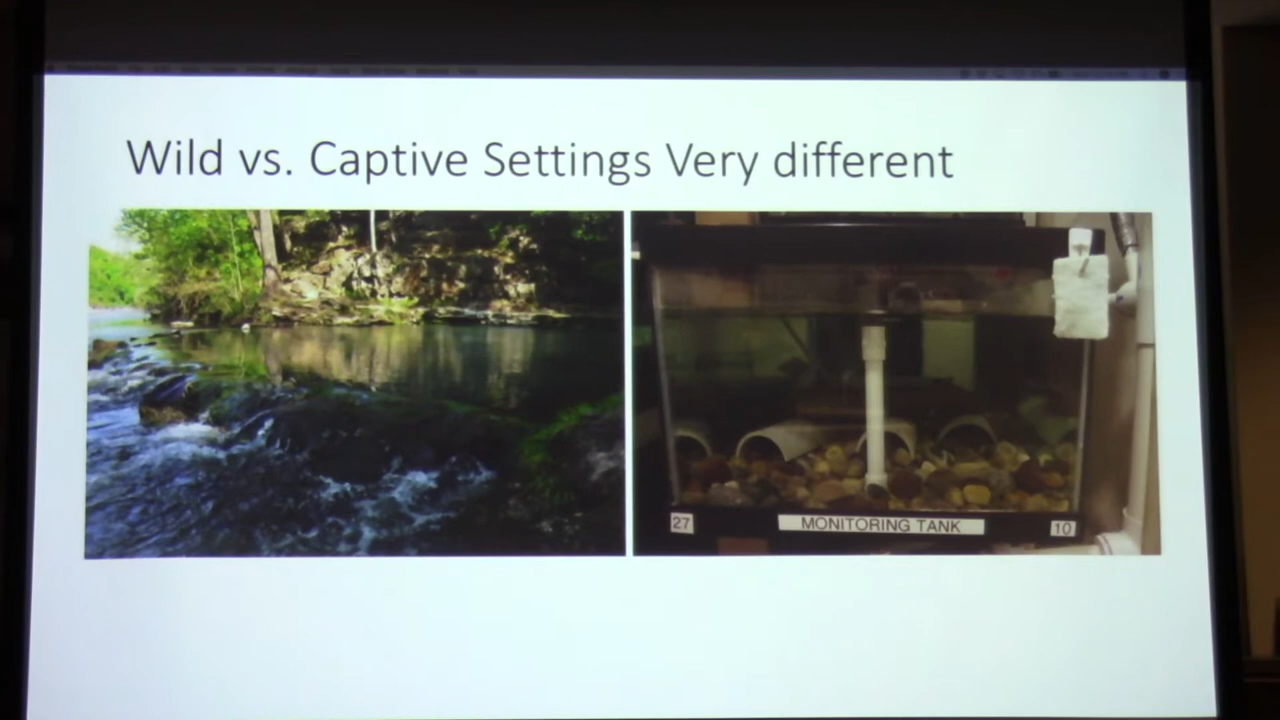 Wild vs. Captive Settings Very different
27
MONITORING TANK
10